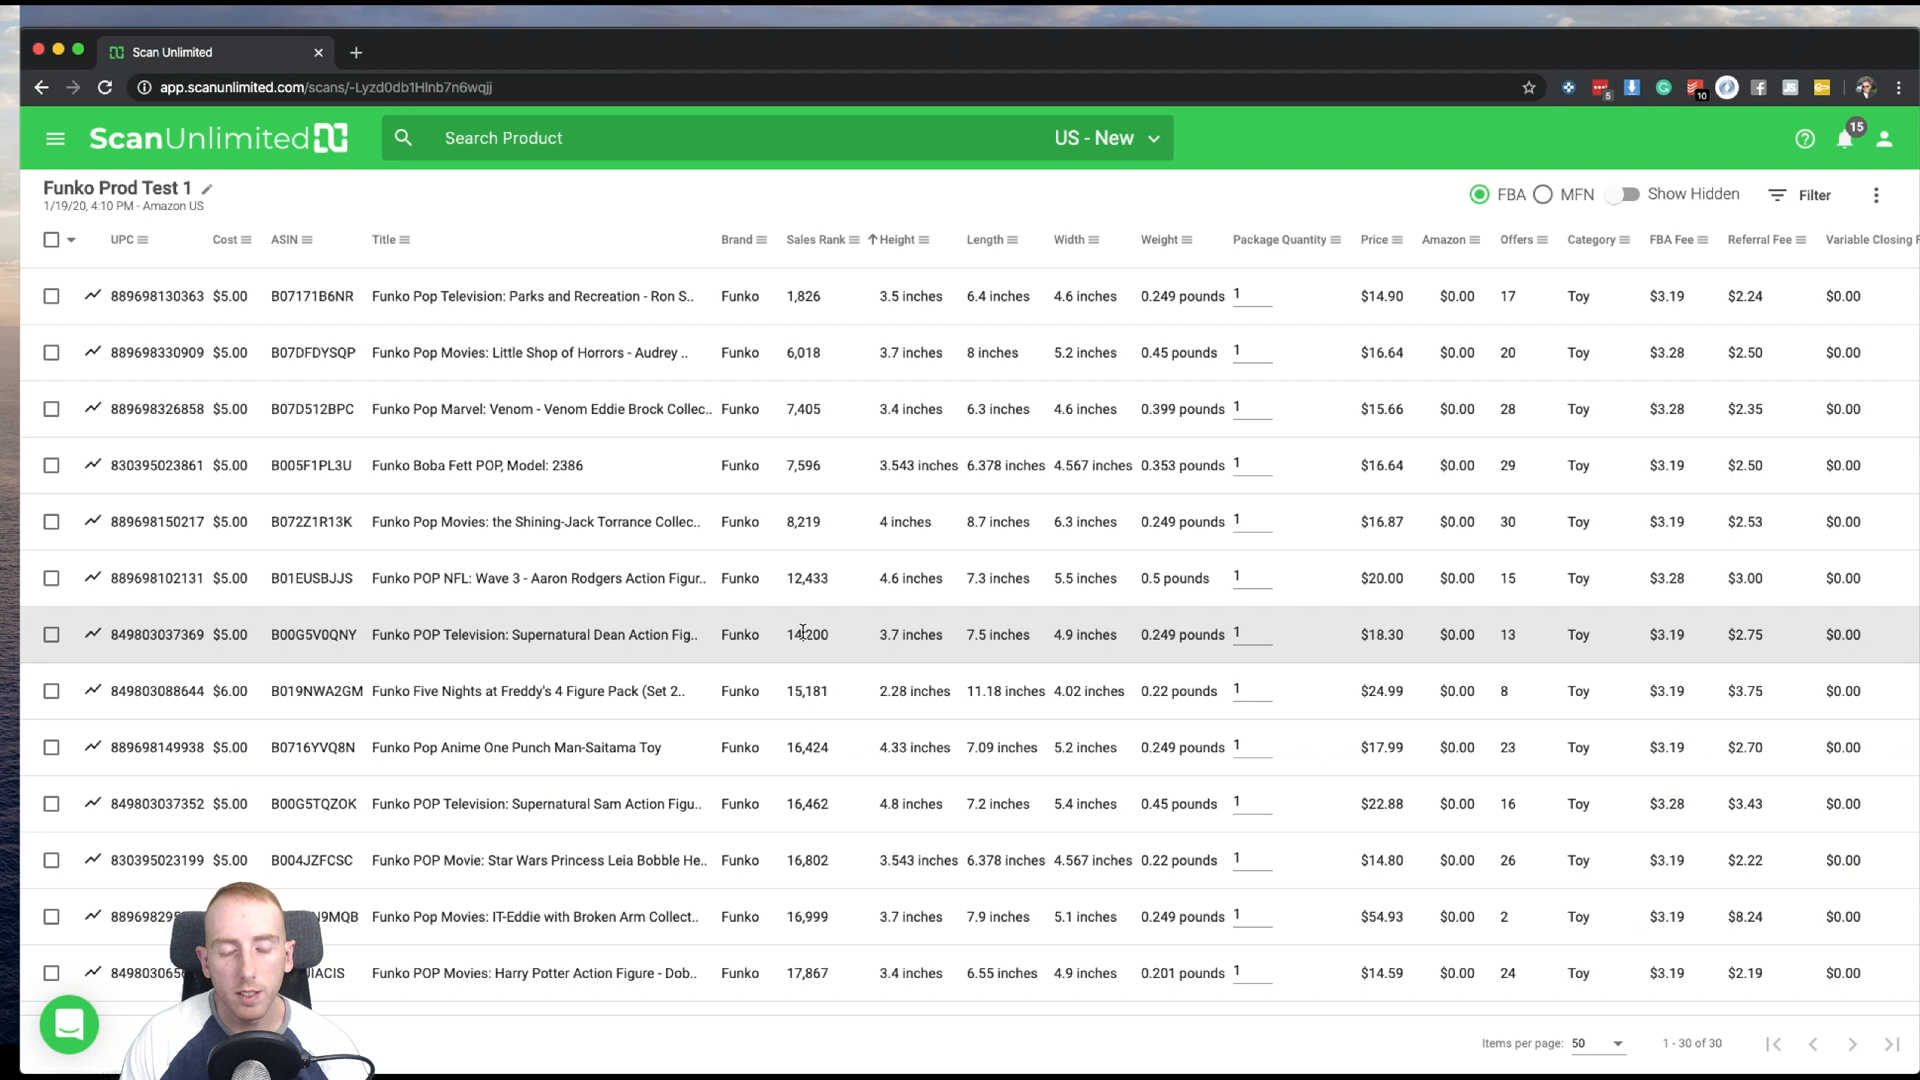 Scan Unlimited
app.scanunlimited.com/scans/-Lyzd0db1Hlnb7n6wqjj
5 10
ScanUnlimited Search Product US - New 15
Funko Prod Test 1
1/19/20, 4:10 PM - Amazon US
FBA MFN Show Hidden Filter
UPC Cost ASIN Title Brand Sales Rank Height Length Width Weight Package Quantity Price Amazon Offers Category FBA Fee Referral Fee Variable Closing F
889698130363 $5.00 B07171B6NR Funko Pop Television: Parks and Recreation - Ron S.. Funko 1,826 3.5 inches 6.4 inches 4.6 inches 0.249 pounds 1 $14.90 $0.00 17 Toy $3.19 $2.24 $0.00
889698330909 $5.00 B07DFDYSQP Funko Pop Movies: Little Shop of Horrors - Audrey .. Funko 6,018 3.7 inches 8 inches 5.2 inches 0.45 pounds 1 $16.64 $0.00 20 Toy $3.28 $2.50 $0.00
889698326858 $5.00 B07D512BPC Funko Pop Marvel: Venom - Venom Eddie Brock Collec.. Funko 7,405 3.4 inches 6.3 inches 4.6 inches 0.399 pounds 1 $15.66 $0.00 28 Toy $3.28 $2.35 $0.00
830395023861 $5.00 B005F1PL3U Funko Boba Fett POP, Model: 2386 Funko 7,596 3.543 inches 6.378 inches 4.567 inches 0.353 pounds 1 $16.64 $0.00 29 Toy $3.19 $2.50 $0.00
889698150217 $5.00 B072Z1R13K Funko Pop Movies: the Shining-Jack Torrance Collec.. Funko 8,219 4 inches 8.7 inches 6.3 inches 0.249 pounds 1 $16.87 $0.00 30 Toy $3.19 $2.53 $0.00
889698102131 $5.00 B01EUSBJJS Funko POP NFL: Wave 3 - Aaron Rodgers Action Figur.. Funko 12,433 4.6 inches 7.3 inches 5.5 inches 0.5 pounds 1 $20.00 $0.00 15 Toy $3.28 $3.00 $0.00
849803037369 $5.00 B00G5V0QNY Funko POP Television: Supernatural Dean Action Fig.. Funko 14,200 3.7 inches 7.5 inches 4.9 inches 0.249 pounds 1 $18.30 $0.00 13 Toy $3.19 $2.75 $0.00
849803088644 $6.00 B019NWA2GM Funko Five Nights at Freddy's 4 Figure Pack (Set 2.. Funko 15,181 2.28 inches 11.18 inches 4.02 inches 0.22 pounds 1 $24.99 $0.00 8 Toy $3.19 $3.75 $0.00
889698149938 $5.00 B0716YVQ8N Funko Pop Anime One Punch Man-Saitama Toy Funko 16,424 4.33 inches 7.09 inches 5.2 inches 0.249 pounds 1 $17.99 $0.00 23 Toy $3.19 $2.70 $0.00
849803037352 $5.00 B00G5TQZOK Funko POP Television: Supernatural Sam Action Figu.. Funko 16,462 4.8 inches 7.2 inches 5.4 inches 0.45 pounds 1 $22.88 $0.00 16 Toy $3.28 $3.43 $0.00
830395023199 $5.00 B004JZFCSC Funko POP Movie: Star Wars Princess Leia Bobble He.. Funko 16,802 3.543 inches 6.378 inches 4.567 inches 0.22 pounds 1 $14.80 $0.00 26 Toy $3.19 $2.22 $0.00
88969829 N9MQB Funko Pop Movies: IT-Eddie with Broken Arm Collect.. Funko 16,999 3.7 inches 7.9 inches 5.1 inches 0.249 pounds 1 $54.93 $0.00 2 Toy $3.19 $8.24 $0.00
84980306 IACIS Funko POP Movies: Harry Potter Action Figure - Dob.. Funko 17,867 3.4 inches 6.55 inches 4.9 inches 0.201 pounds 1 $14.59 $0.00 24 Toy $3.19 $2.19 $0.00
Items per page: 50 1 - 30 of 30